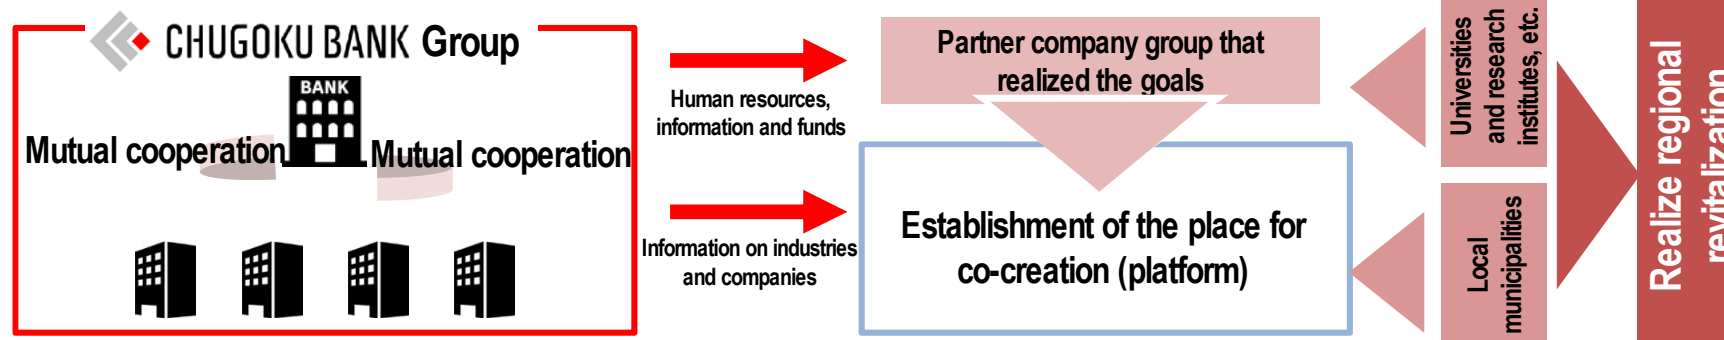 CHUGOKU BANK Group
BANK
Mutual cooperation
Mutual cooperation
Human resources,
information and funds
Information on industries
and companies
Partner company group that
realized the goals
Establishment of the place for
co-creation (platform)
Universities
and research
institutes, etc.
Local
municipalities
Realize regional
revitalization